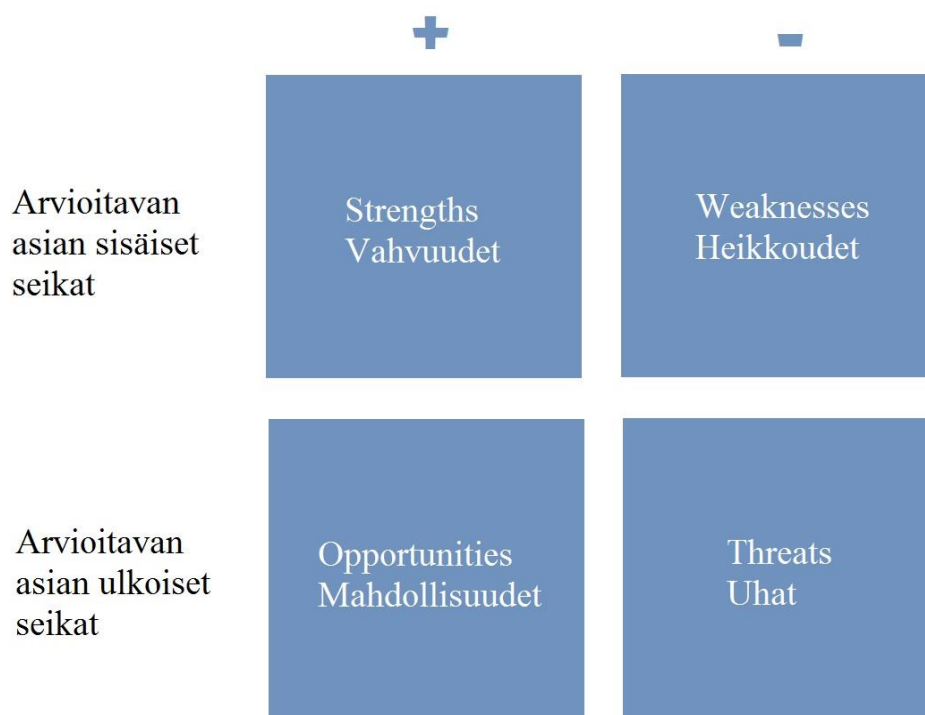 + -
Arvioitavan
asian sisäiset
seikat
Strengths
Vahvuudet
Weaknesses
Heikkoudet
Arvioitavan
asian ulkoiset
seikat
Opportunities
Mahdollisuudet
Threats
Uhat